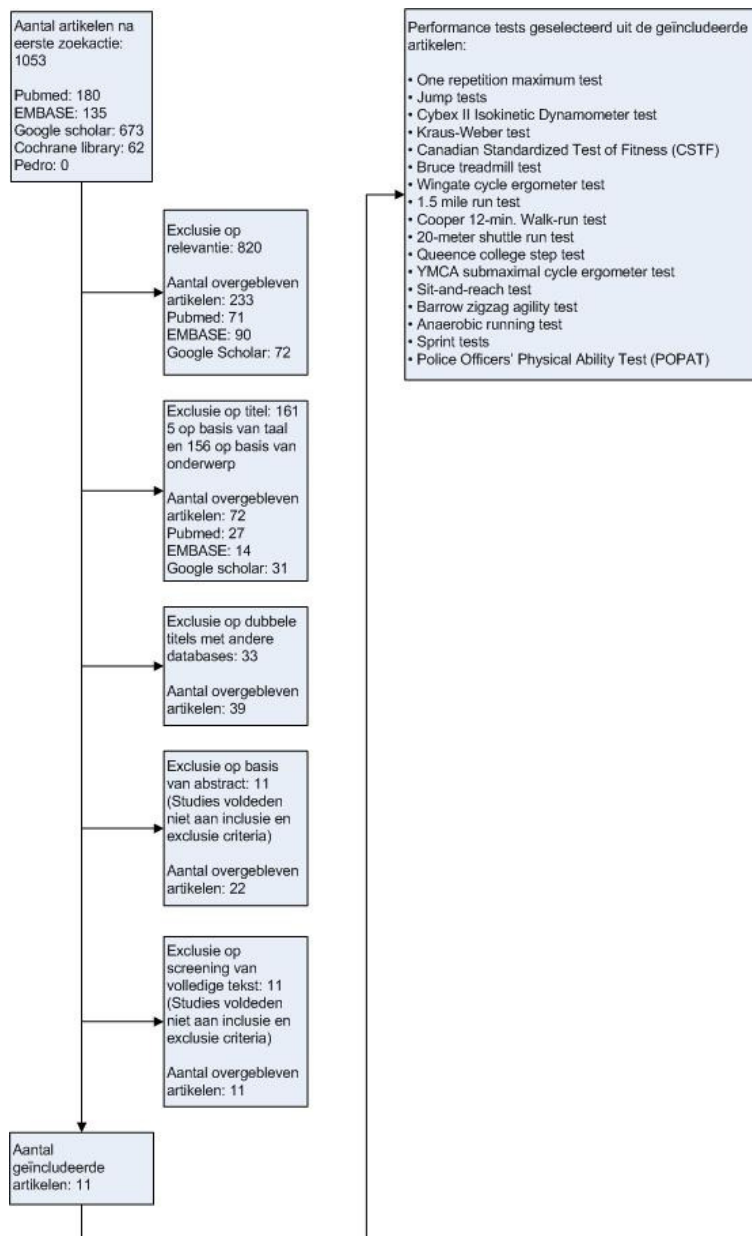 Aantal artikelen na
eerste zoekactie:
1053
Pubmed: 180
EMBASE: 135
Google scholar: 673
Cochrane library: 62
Pedro: 0
Exclusie op
relevantie: 820
Aantal overgebleven
artikelen: 233
Pubmed: 71
EMBASE: 90
Google Scholar: 72
Exclusie op titel: 161
5 op basis van taal
en 156 op basis van
onderwerp
Aantal overgebleven
artikelen: 72
Pubmed: 27
EMBASE: 14
Google scholar: 31
Exclusie op dubbele
titels met andere
databases: 33
Aantal overgebleven
artikelen: 39
Exclusie op basis
van abstract: 11
(Studies voldeden
niet aan inclusie en
exclusie criteria)
Aantal overgebleven
artikelen: 22
Exclusie op
screening van
volledige tekst: 11
(Studies voldeden
niet aan inclusie en
exclusie criteria)
Aantal overgebleven
artikelen: 11
Aantal
geïncludeerde
artikelen: 11
Performance tests geselecteerd uit de geïncludeerde
artikelen:
• One repetition maximum test
• Jump tests
• Cybex II Isokinetic Dynamometer test
• Kraus-Weber test
• Canadian Standardized Test of Fitness (CSTF)
• Bruce treadmill test
• Wingate cycle ergometer test
• 1.5 mile run test
• Cooper 12-min. Walk-run test
• 20-meter shuttle run test
• Queence college step test
• YMCA submaximal cycle ergometer test
• Sit-and-reach test
• Barrow zigzag agility test
• Anaerobic running test
• Sprint tests
• Police Officers' Physical Ability Test (POPAT)